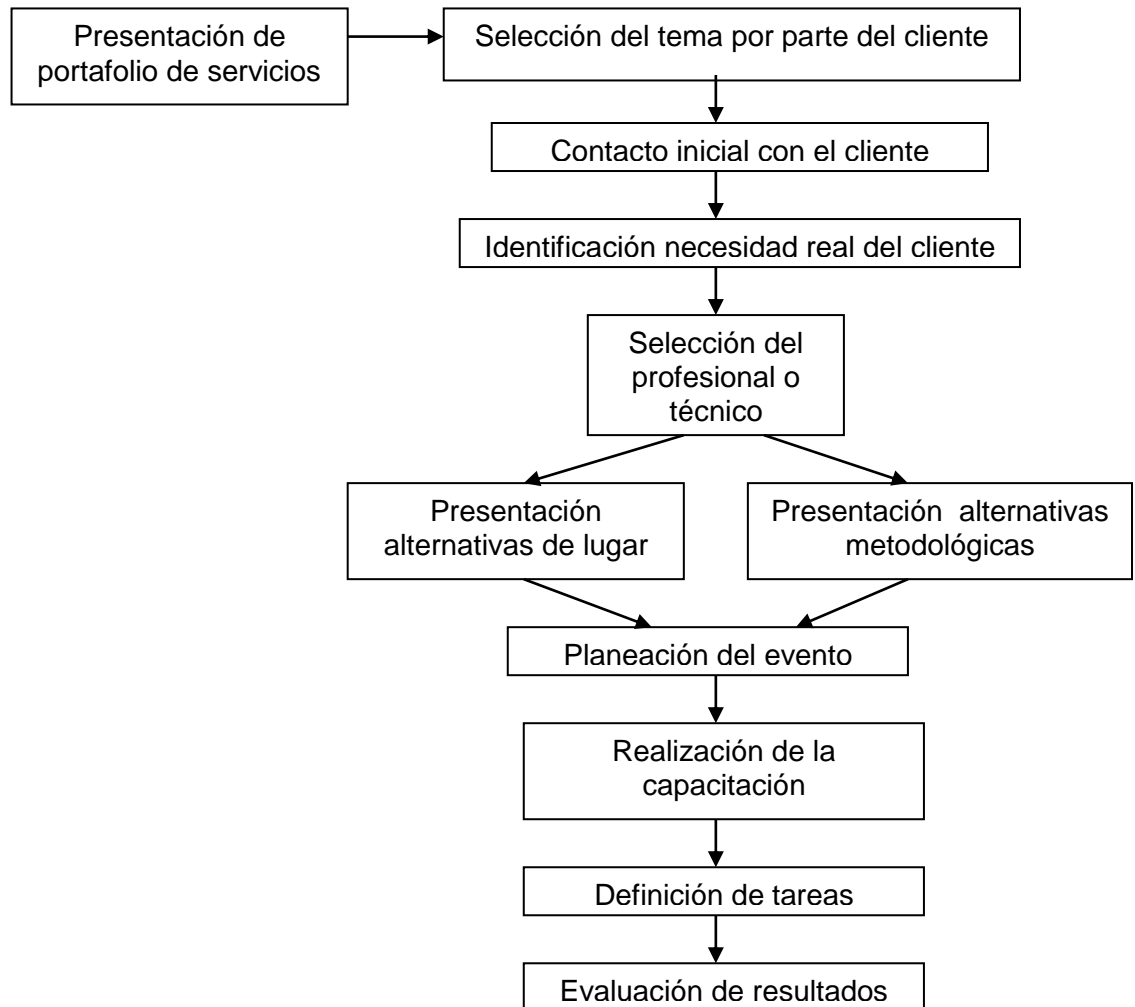 Presentación de
portafolio de servicios
Selección del tema por parte del cliente
Contacto inicial con el cliente
Identificación necesidad real del cliente
Selección del
profesional o
técnico
Presentación
alternativas de lugar
Presentación  alternativas
metodológicas
Planeación del evento
Realización de la
capacitación
Definición de tareas
Evaluación de resultados